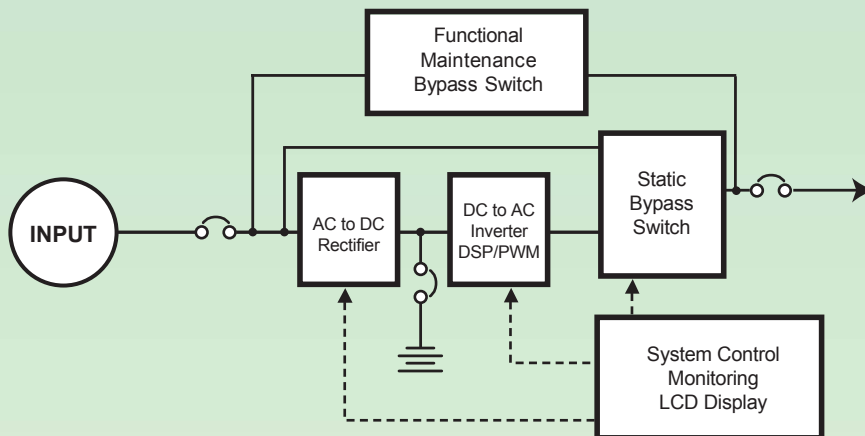 Functional
Maintenance
Bypass Switch
INPUT
AC to DC
Rectifier
DC to AC
Inverter
DSP/PWM
Static
Bypass
Switch
System Control
Monitoring
LCD Display